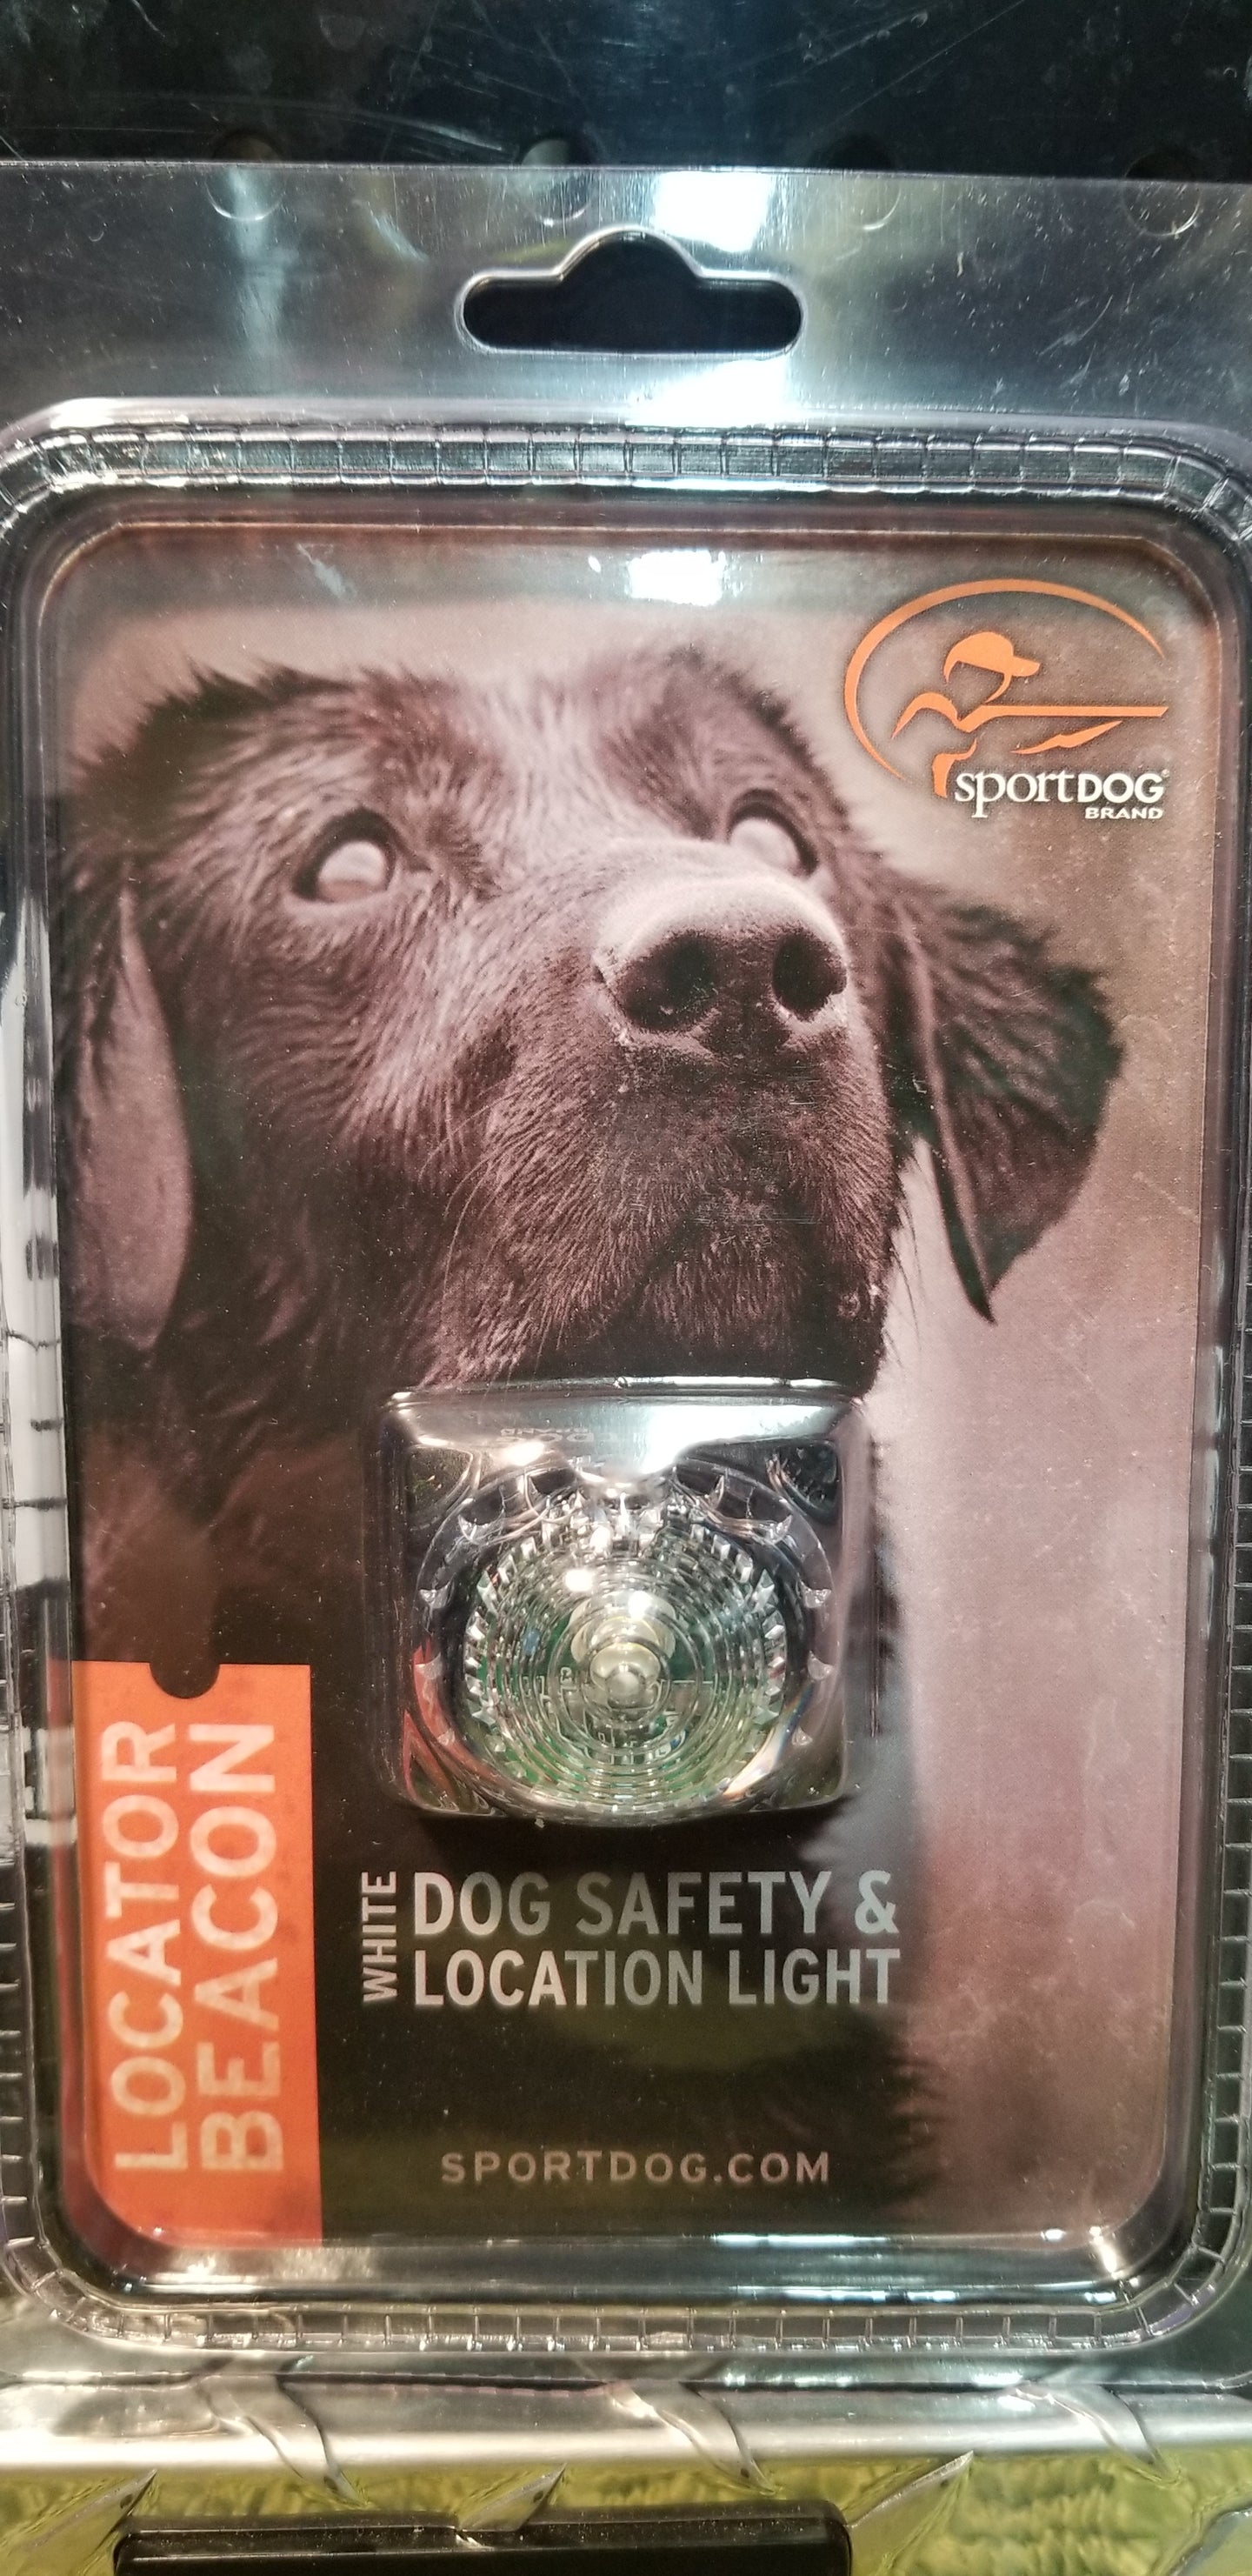 sportDOG®
BRAND
LOCATOR
BEACON
WHITE
DOG SAFETY &
LOCATION LIGHT
SPORTDOG.COM